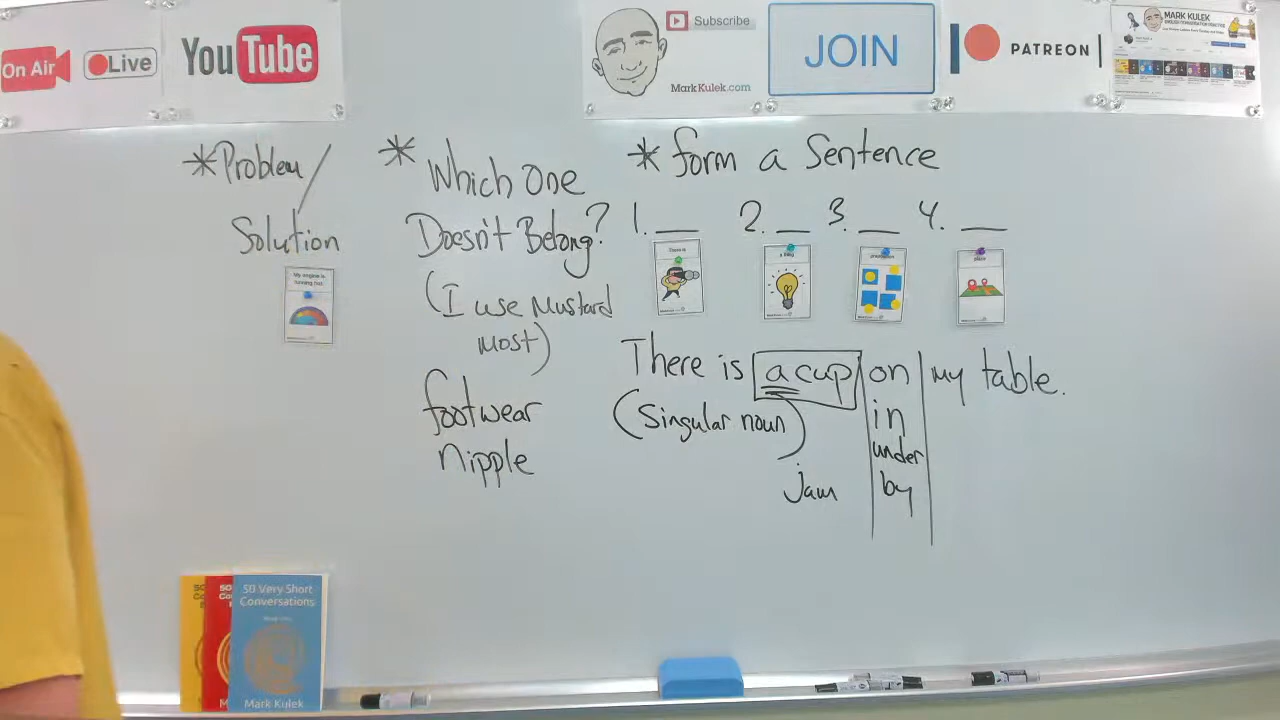 On Air
Live
YouTube
Subscribe
MarkKulek.com
JOIN
PATREON
MARK KULEK
*Problem/
Solution
My engine is
running hot.
* Which One
Doesn't Belong?
(I use Mustard
most)
footwear
nipple
* form a Sentence
1. __ 2. __ 3. __ 4. __
There is
a thing
preposition
place
There is a cup on my table.
(Singular noun)
in
under
by
jam
50 Very Short
Conversations
Mark Kulek